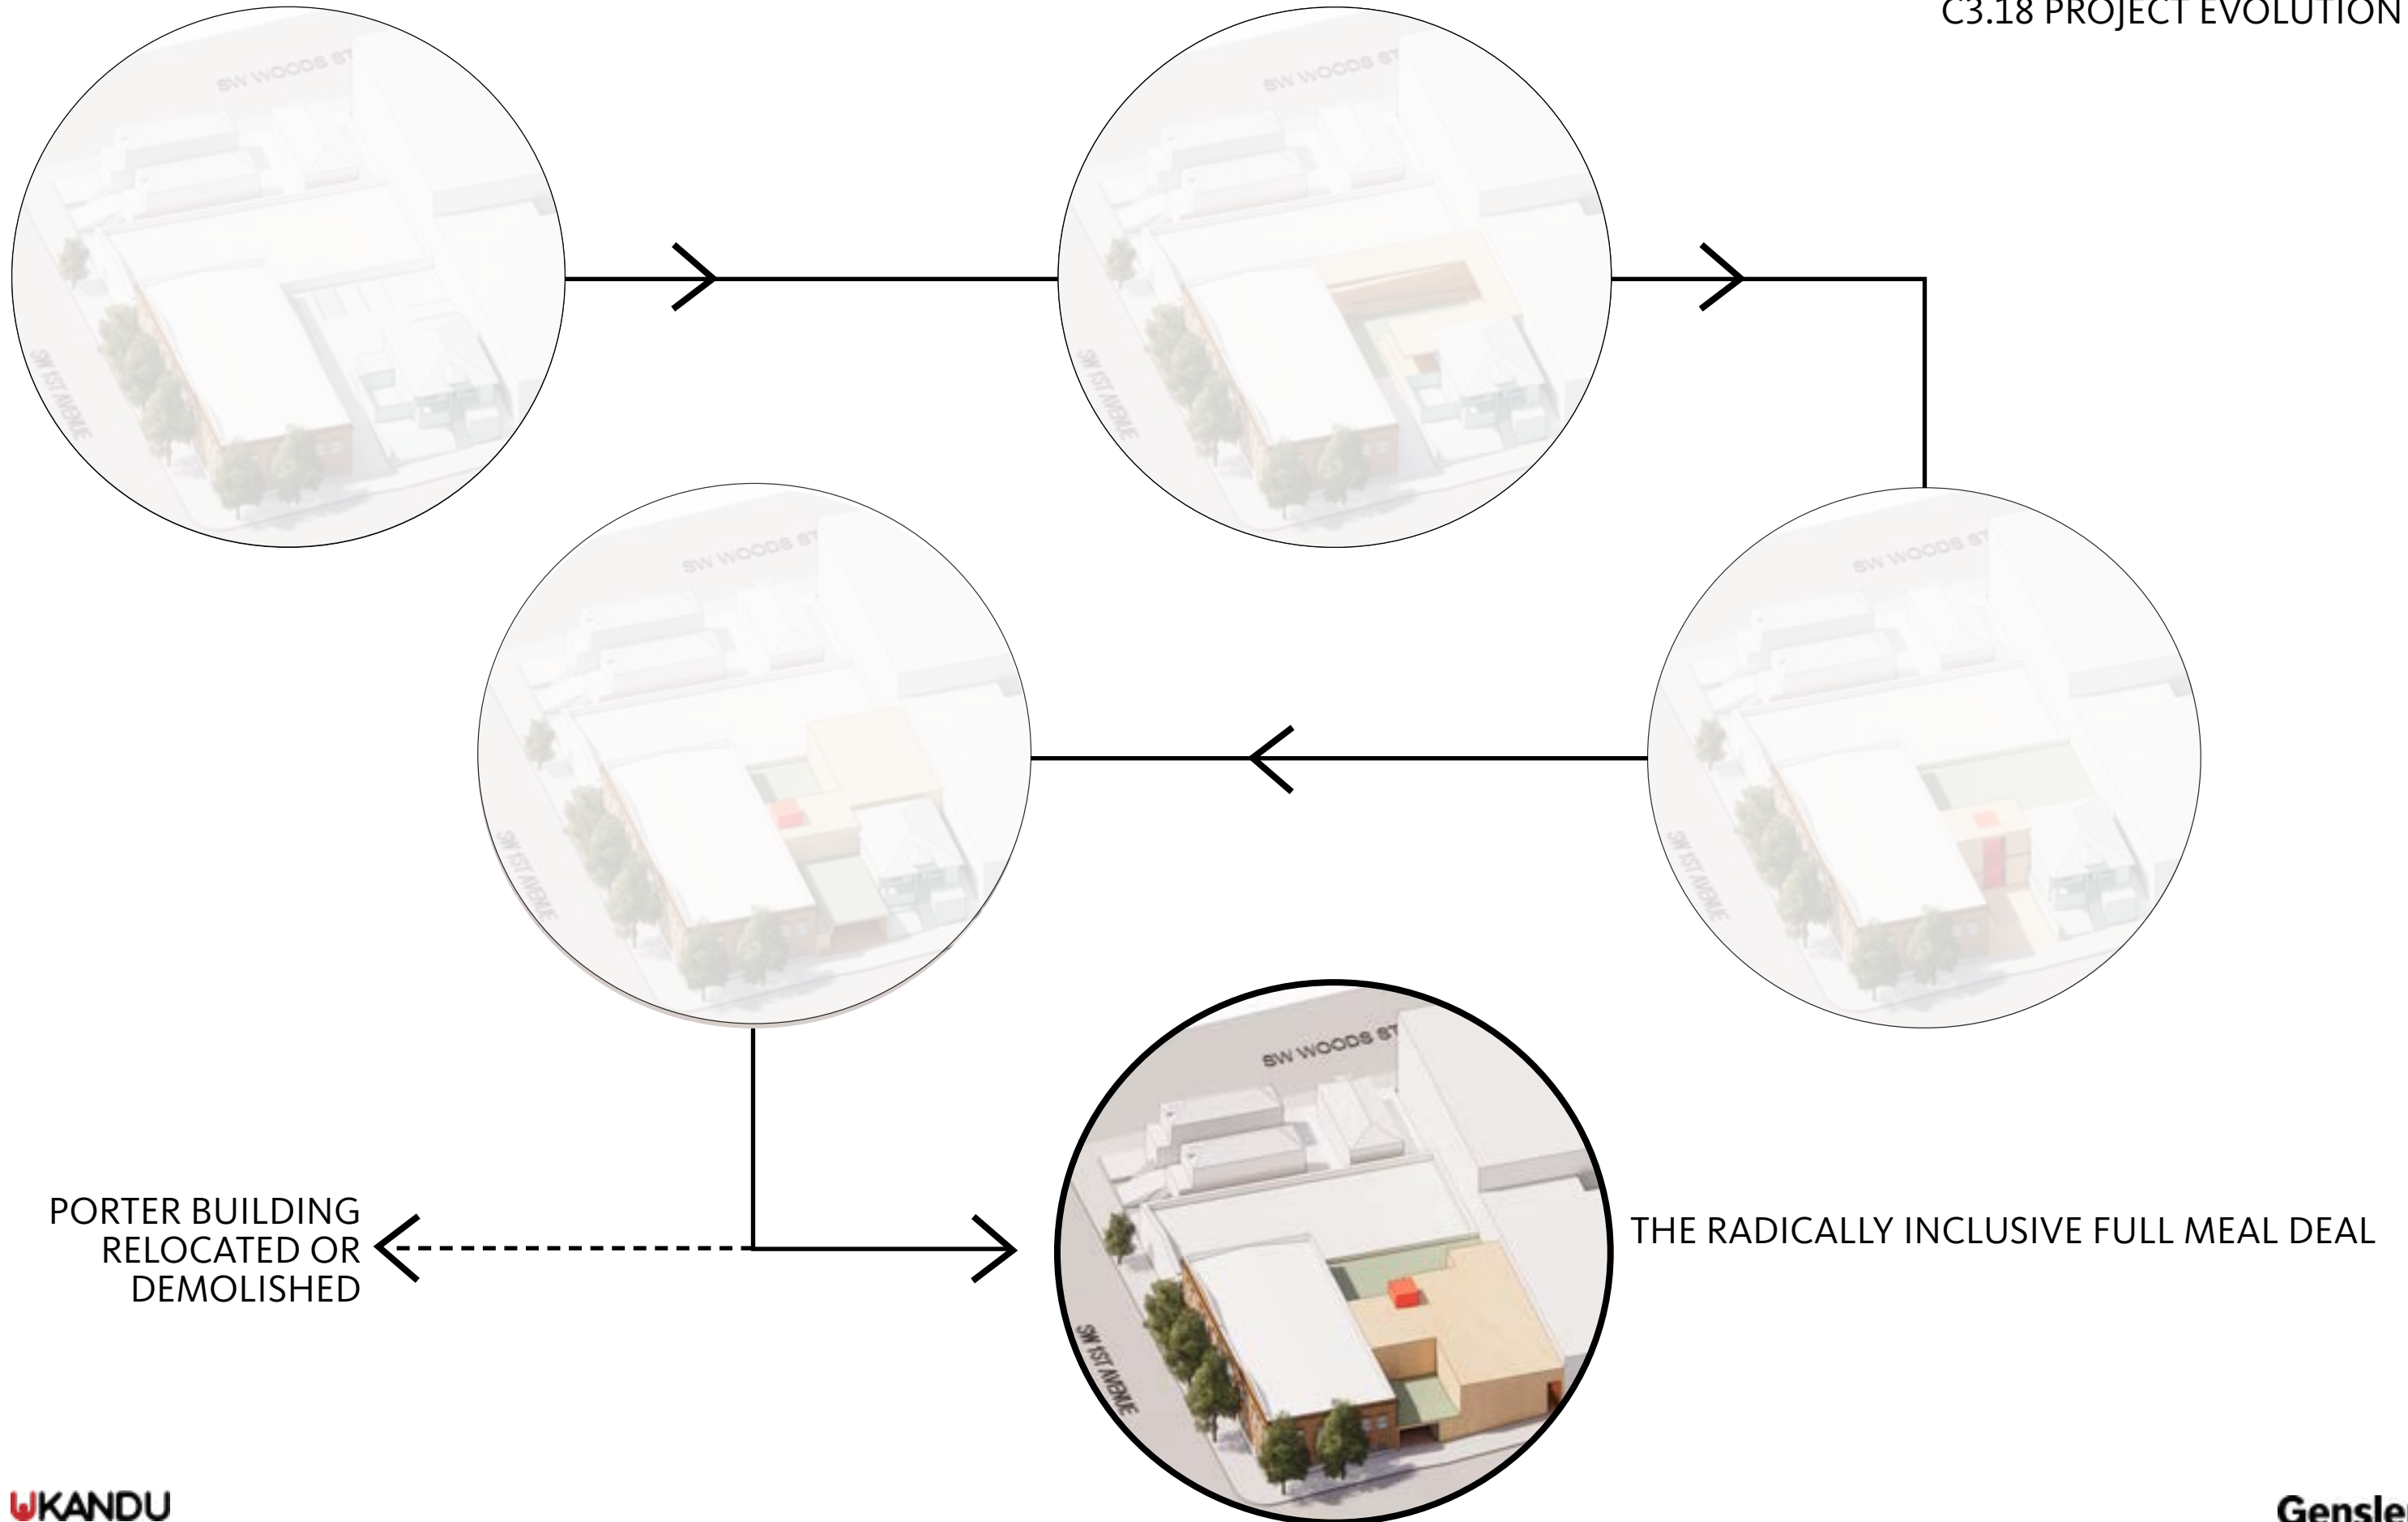 C3.18 PROJECT EVOLUTION
SW WOODS ST
SW 1ST AVENUE
SW WOODS ST
SW 1ST AVENUE
SW WOODS ST
SW 1ST AVENUE
SW WOODS ST
SW 1ST AVENUE
SW WOODS ST
SW 1ST AVENUE
PORTER BUILDING
RELOCATED OR
DEMOLISHED
THE RADICALLY INCLUSIVE FULL MEAL DEAL
UKANDU
Gensle